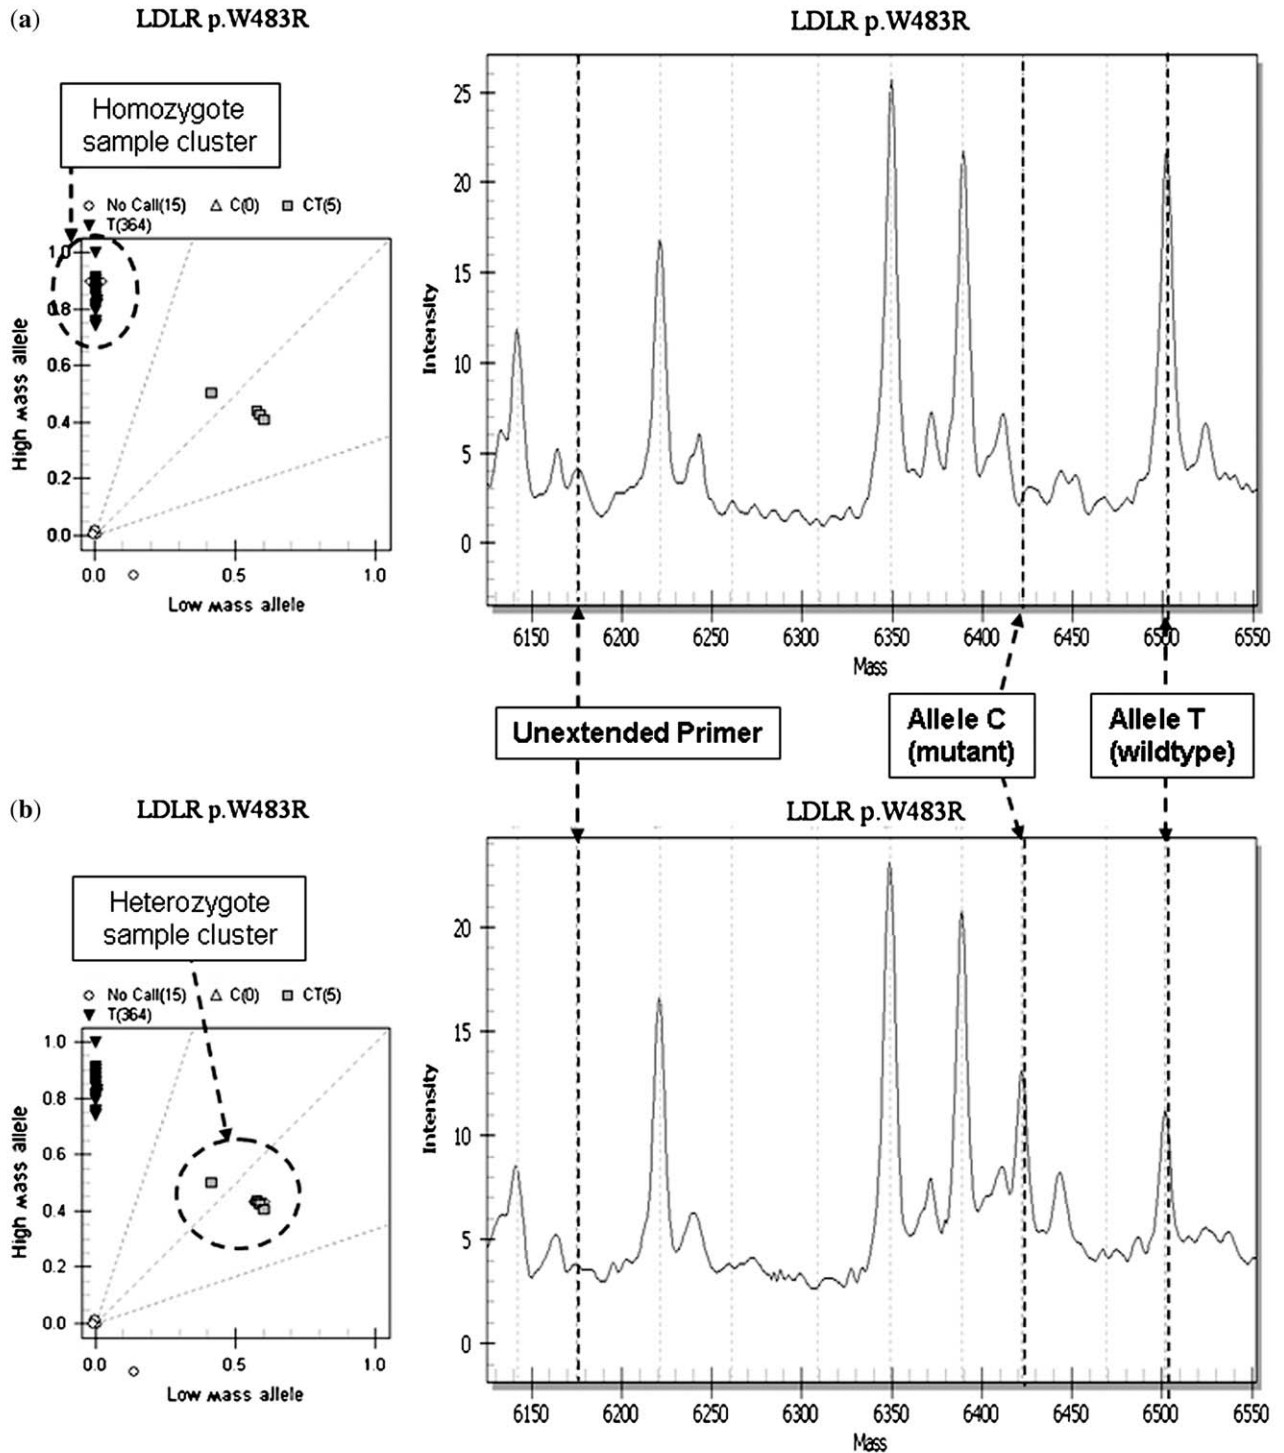 (a)
LDLR p.W483R
LDLR p.W483R
Homozygote
sample cluster
No Call(15) C(0) CT(5)
T(364)
1.0
0.8
0.6
0.4
0.2
0.0
High mass allele
0.0 0.5 1.0
Low mass allele
25
20
15
10
5
0
Intensity
6150 6200 6250 6300 6350 6400 6450 6500 6550
Mass
Unextended Primer
Allele C
(mutant)
Allele T
(wildtype)
(b)
LDLR p.W483R
LDLR p.W483R
Heterozygote
sample cluster
No Call(15) C(0) CT(5)
T(364)
1.0
0.8
0.6
0.4
0.2
0.0
High mass allele
0.0 0.5 1.0
Low mass allele
20
15
10
5
0
Intensity
6150 6200 6250 6300 6350 6400 6450 6500 6550
Mass